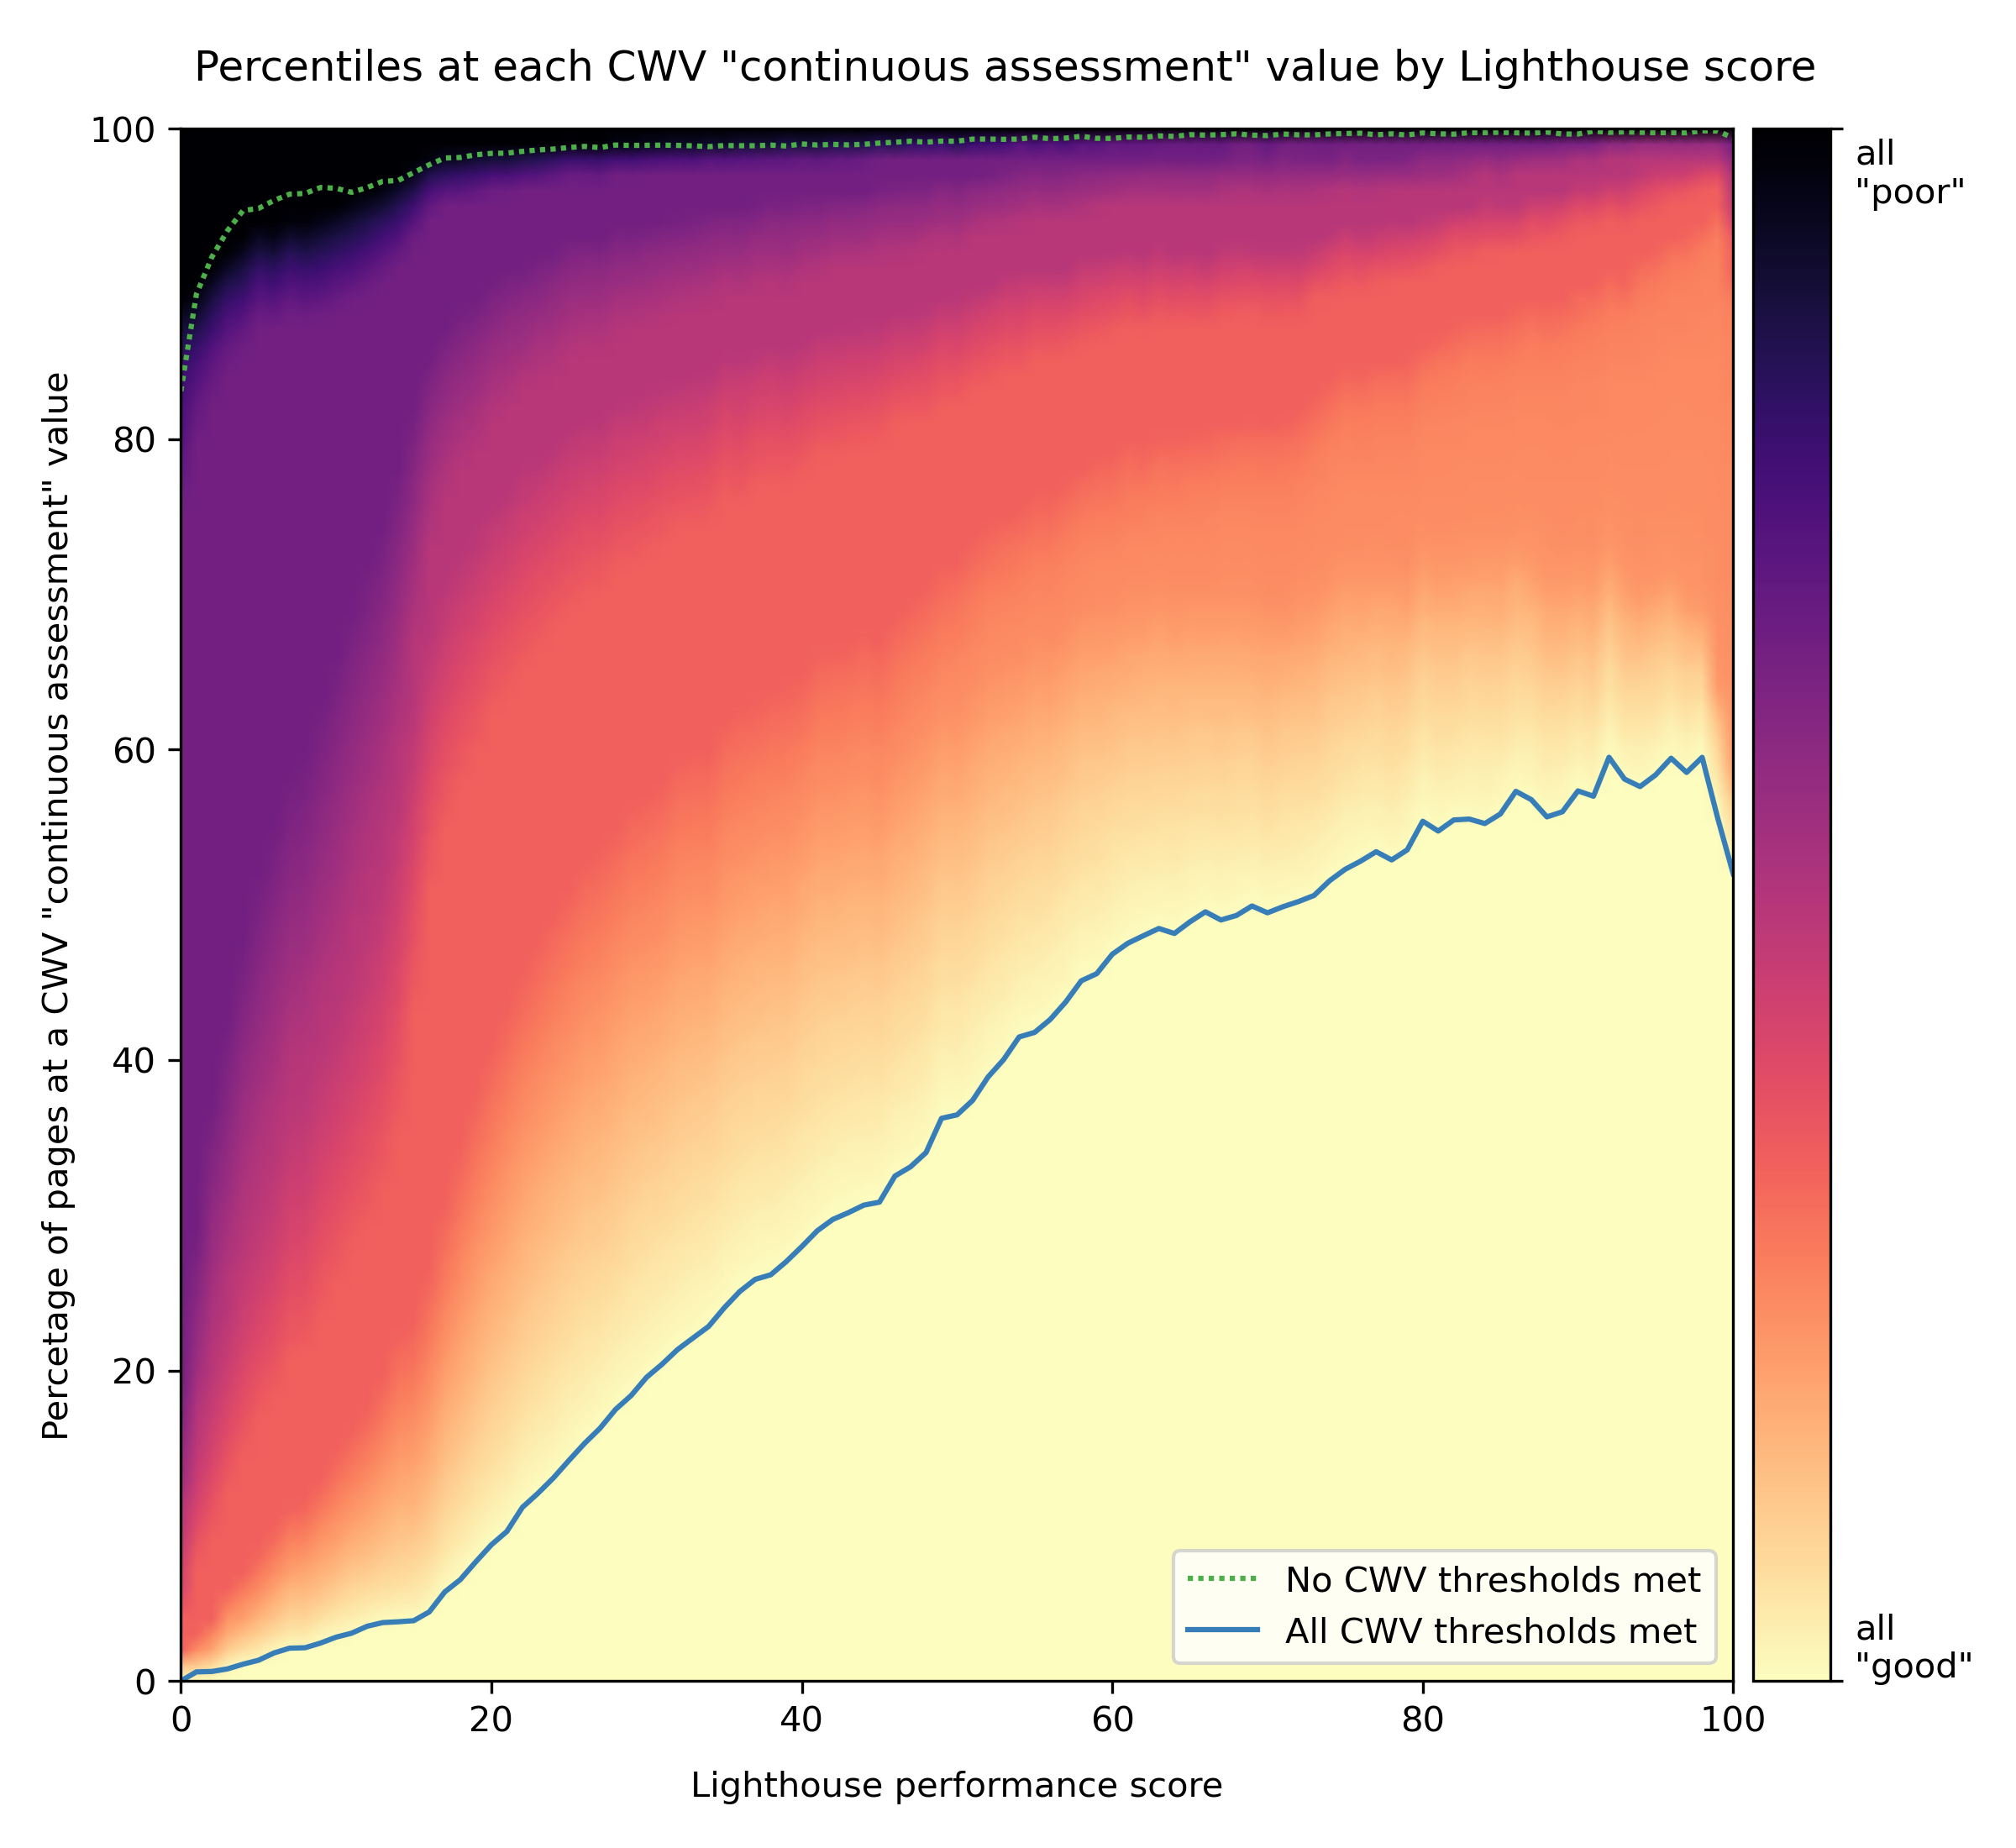 Percentiles at each CWV "continuous assessment" value by Lighthouse score
Percetage of pages at a CWV "continuous assessment" value
100
80
60
40
20
0
0
20
40
60
80
100
Lighthouse performance score
No CWV thresholds met
All CWV thresholds met
all
"poor"
all
"good"